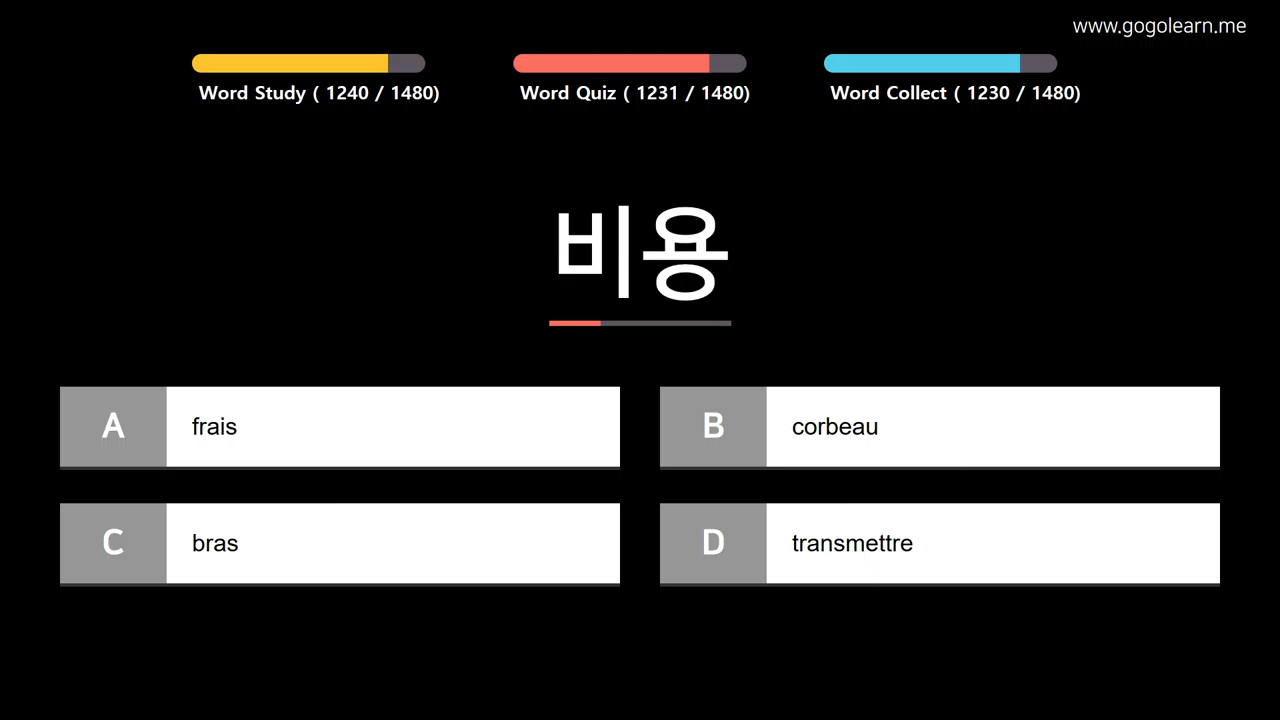 www.gogolearn.me
Word Study ( 1240 / 1480)
Word Quiz ( 1231 / 1480)
Word Collect ( 1230 / 1480)
비용
A frais
B corbeau
C bras
D transmettre